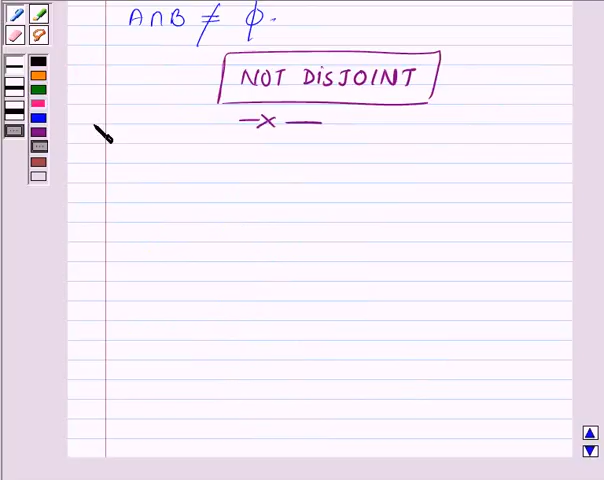 A∩B ≠ ϕ.
NOT DISJOINT
—x —